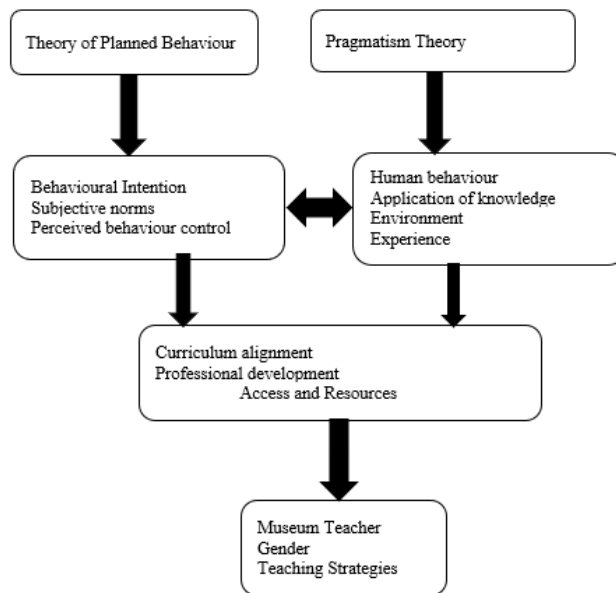 Theory of Planned Behaviour
Pragmatism Theory
Behavioural Intention
Subjective norms
Perceived behaviour control
Human behaviour
Application of knowledge
Environment
Experience
Curriculum alignment
Professional development
Access and Resources
Museum Teacher
Gender
Teaching Strategies